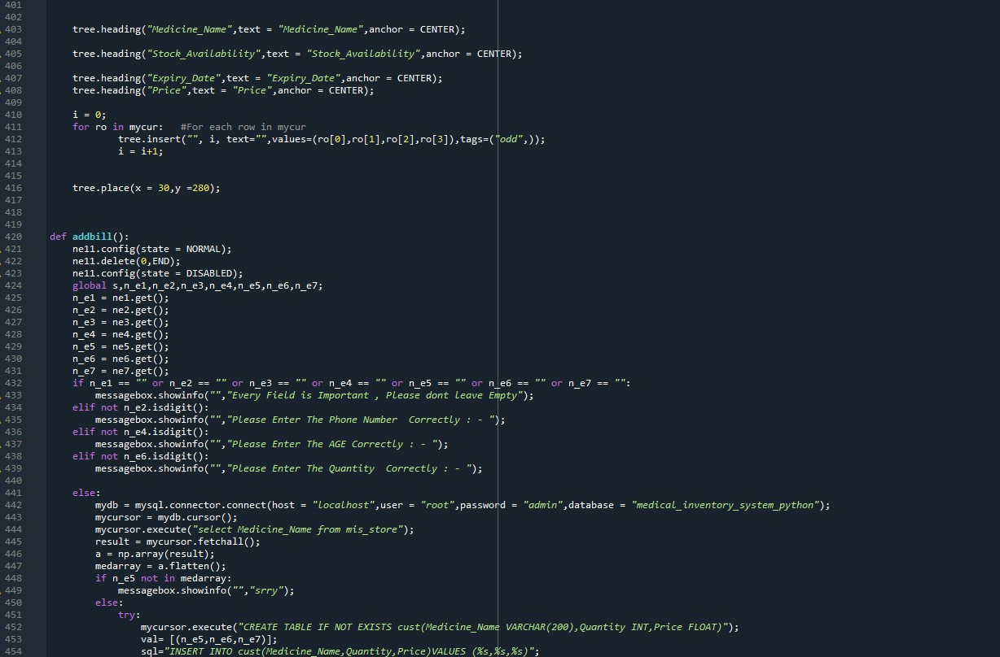 401
402
403 tree.heading("Medicine_Name",text = "Medicine_Name",anchor = CENTER);
404
405 tree.heading("Stock_Availability",text = "Stock_Availability",anchor = CENTER);
406
407 tree.heading("Expiry_Date",text = "Expiry_Date",anchor = CENTER);
408 tree.heading("Price",text = "Price",anchor = CENTER);
409
410 i = 0;
411 for ro in mycur:   #For each row in mycur
412 tree.insert("", i, text="",values=(ro[0],ro[1],ro[2],ro[3]),tags=("odd",));
413 i = i+1;
414
415
416 tree.place(x = 30,y =280);
417
418
419
420 def addbill():
421 ne11.config(state = NORMAL);
422 ne11.delete(0,END);
423 ne11.config(state = DISABLED);
424 global s,n_e1,n_e2,n_e3,n_e4,n_e5,n_e6,n_e7;
425 n_e1 = ne1.get();
426 n_e2 = ne2.get();
427 n_e3 = ne3.get();
428 n_e4 = ne4.get();
429 n_e5 = ne5.get();
430 n_e6 = ne6.get();
431 n_e7 = ne7.get();
432 if n_e1 == "" or n_e2 == "" or n_e3 == "" or n_e4 == "" or n_e5 == "" or n_e6 == "" or n_e7 == "":
433 messagebox.showinfo("","Every Field is Important , Please dont leave Empty");
434 elif not n_e2.isdigit():
435 messagebox.showinfo("","Please Enter The Phone Number  Correctly : - ");
436 elif not n_e4.isdigit():
437 messagebox.showinfo("","Please Enter The AGE Correctly : - ");
438 elif not n_e6.isdigit():
439 messagebox.showinfo("","Please Enter The Quantity  Correctly : - ");
440
441 else:
442 mydb = mysql.connector.connect(host = "localhost",user = "root",password = "admin",database = "medical_inventory_system_python");
443 mycursor = mydb.cursor();
444 mycursor.execute("select Medicine_Name from mis_store");
445 result = mycursor.fetchall();
446 a = np.array(result);
447 medarray = a.flatten();
448 if n_e5 not in medarray:
449 messagebox.showinfo("","srry");
450 else:
451 try:
452 mycursor.execute("CREATE TABLE IF NOT EXISTS cust(Medicine_Name VARCHAR(200),Quantity INT,Price FLOAT)");
453 val= [(n_e5,n_e6,n_e7)];
454 sql="INSERT INTO cust(Medicine_Name,Quantity,Price)VALUES (%s,%s,%s)";